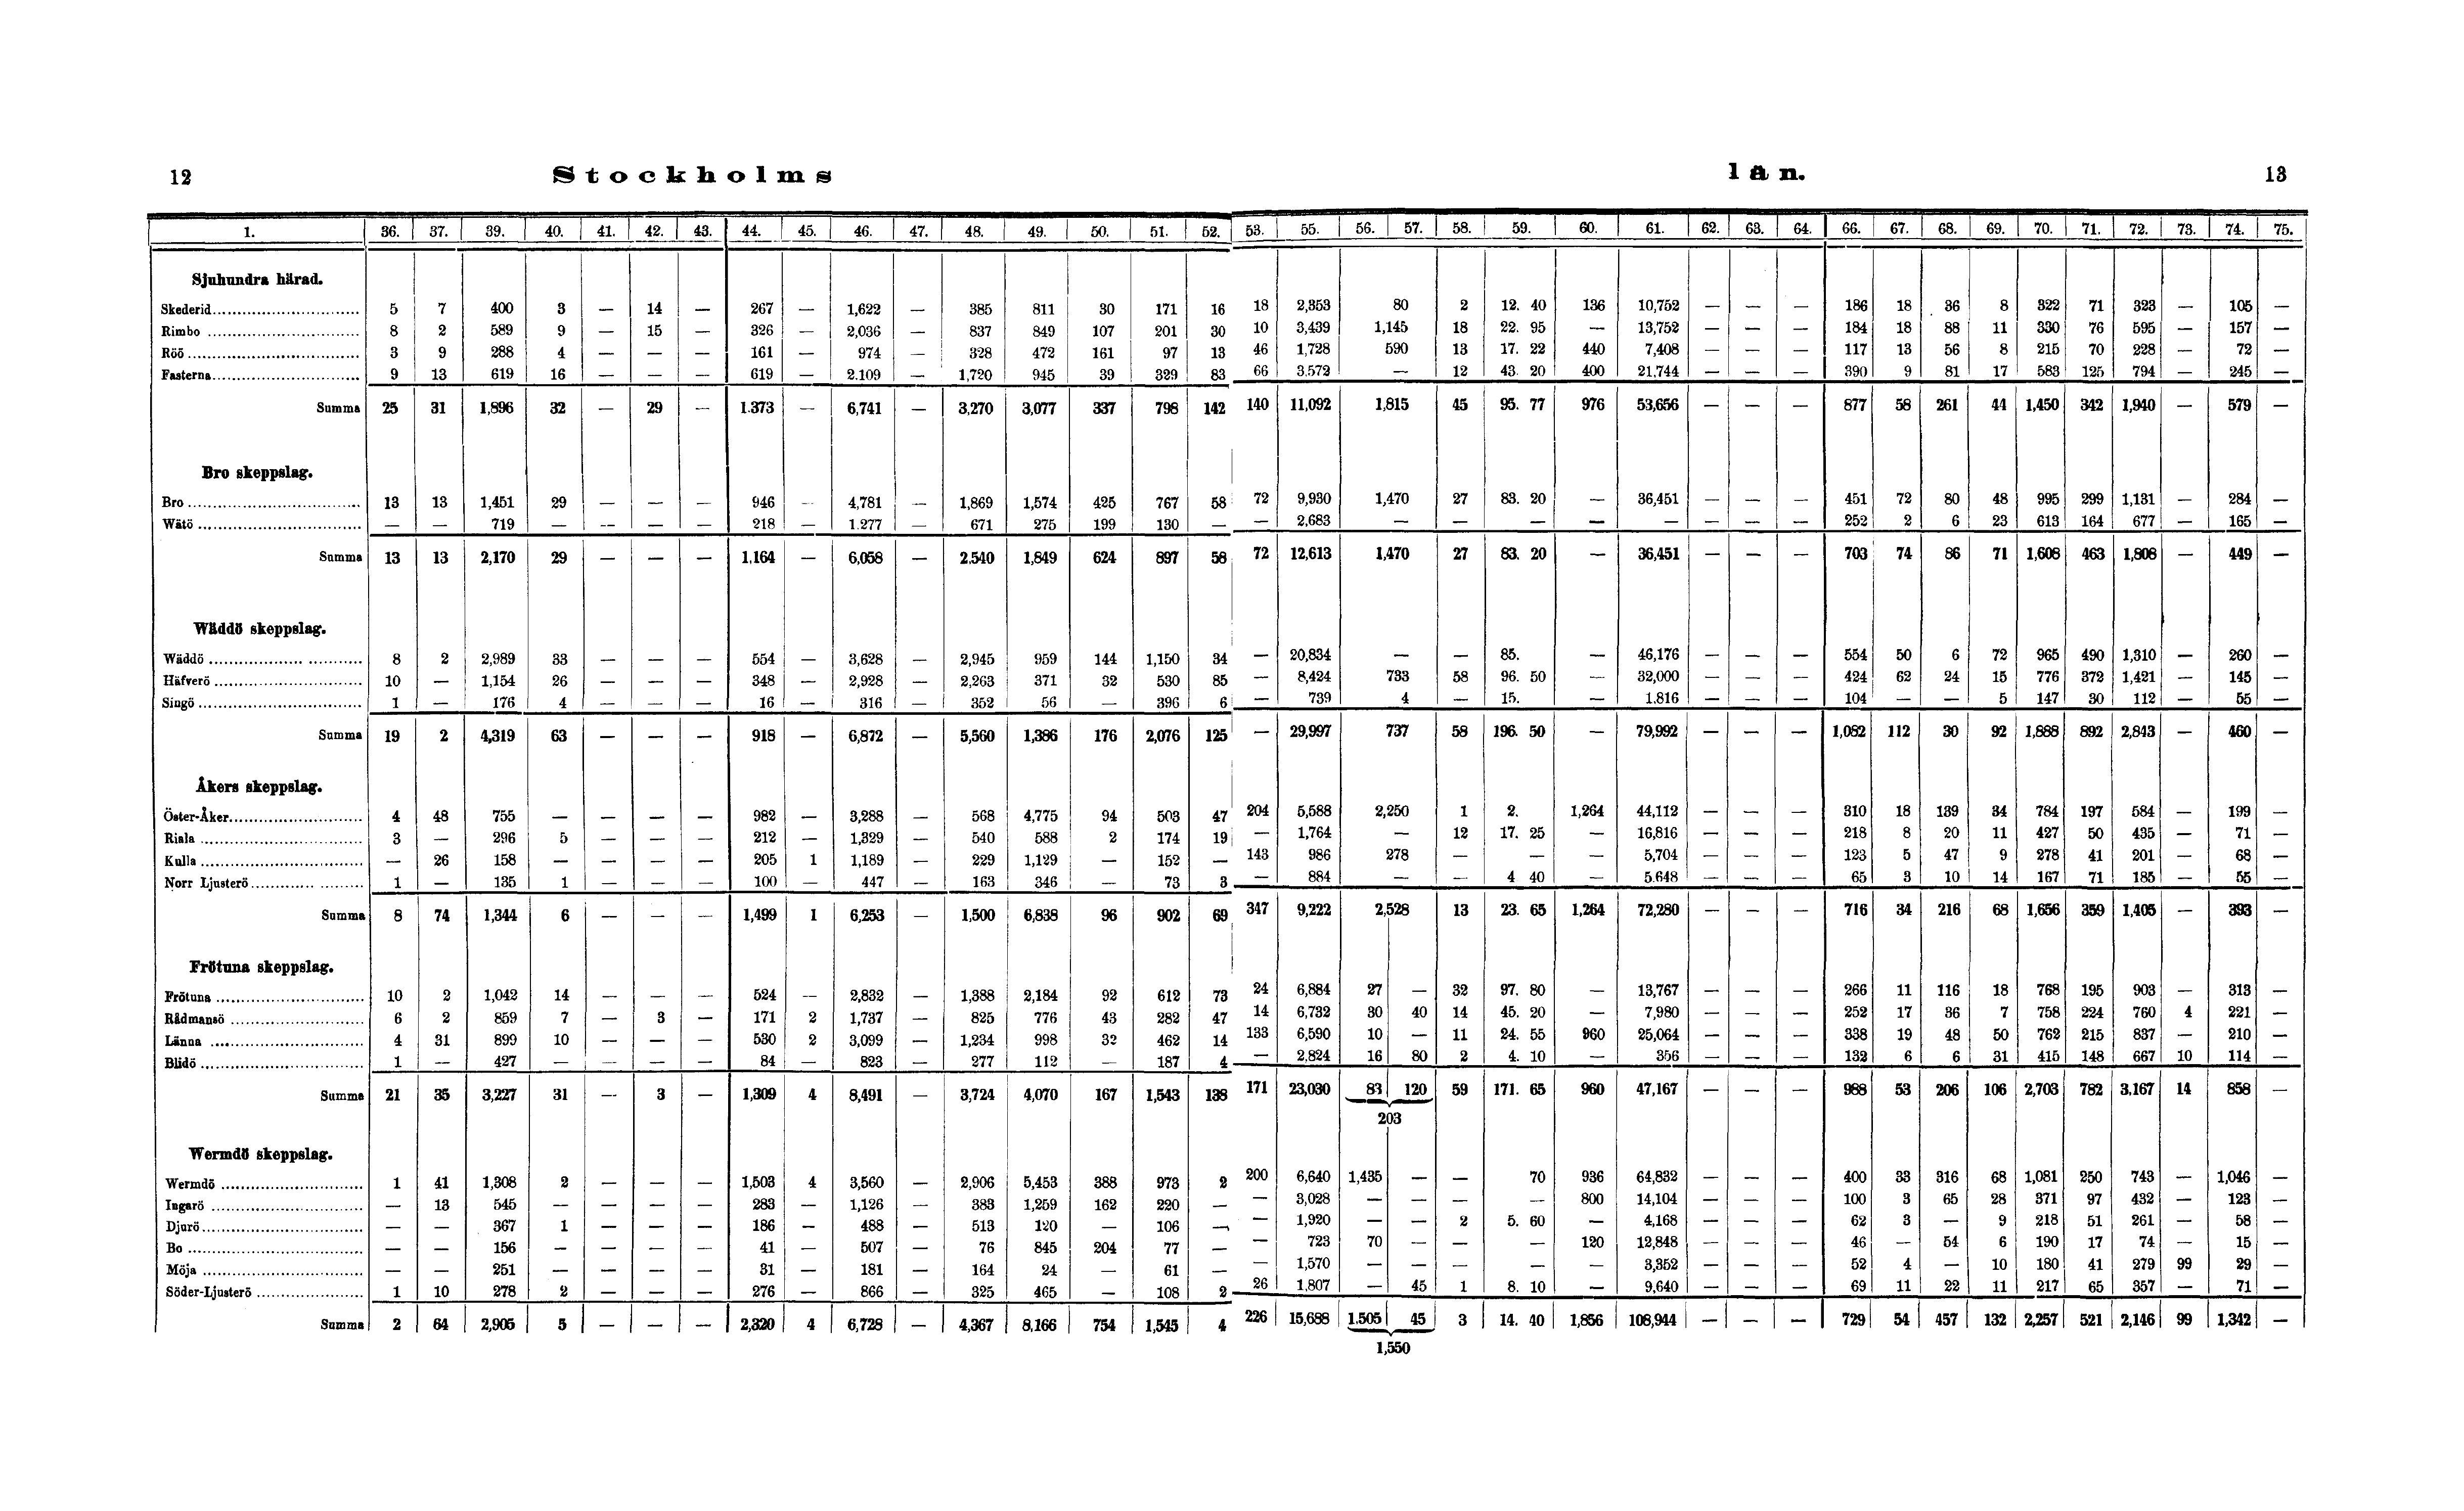 12 Stockholms län. 13
1. 36. 37. 39. 40. 41. 42. 43. 44. 45. 46. 47. 48. 49. 50. 51. 52. 53. 55. 56. 57. 58. 59. 60. 61. 62. 63. 64. 66. 67. 68. 69. 70. 71. 72. 73. 74. 75.
Sjuhundra härad.
Skederid 5 7 400 3 — 14 — 267 — 1,622 — 385 811 30 171 16 18 2,353 80 2 12. 40 136 10,752 — — — 186 18 36 8 322 71 323 — 105 —
Rimbo 8 2 589 9 — 15 — 326 — 2,036 — 837 849 107 201 30 10 3,439 1,145 18 22. 95 — 13,752 — — — 184 18 88 11 330 76 595 — 157 —
Röö 3 9 288 4 — — — 161 — 974 — 328 472 161 97 13 46 1,728 590 13 17. 22 440 7,408 — — — 117 13 56 8 215 70 228 — 72 —
Fasterna 9 13 619 16 — — — 619 — 2.109 — 1,720 945 39 329 83 66 3.572 — 12 43. 20 400 21,744 — — — 390 9 81 17 583 125 794 — 245 —
Summa 25 31 1,896 32 — 29 — 1.373 — 6,741 — 3,270 3,077 337 798 142 140 11,092 1,815 45 95. 77 976 53,656 — — — 877 58 261 44 1,450 342 1,940 — 579 —
Bro skeppslag.
Bro 13 13 1,451 29 — — — 946 — 4,781 — 1,869 1,574 425 767 58 72 9,930 1,470 27 83. 20 — 36,451 — — — 451 72 80 48 995 299 1,131 — 284 —
Wätö — — 719 — — — — 218 — 1.277 — 671 275 199 130 — — 2,683 — — — — — — — — 252 2 6 23 613 164 677 — 165 —
Summa 13 13 2,170 29 — — — 1,164 — 6,058 — 2,540 1,849 624 897 58 72 12,613 1,470 27 83. 20 — 36,451 — — — 703 74 86 71 1,608 463 1,808 — 449 —
Wäddö skeppslag.
Wäddö 8 2 2,989 33 — — — 554 — 3,628 — 2,945 959 144 1,150 34 — 20,834 — — 85. — 46,176 — — — 554 50 6 72 965 490 1,310 — 260 —
Häfverö 10 — 1,154 26 — — — 348 — 2,928 — 2,263 371 32 530 85 — 8,424 733 58 96. 50 — 32,000 — — — 424 62 24 15 776 372 1,421 — 145 —
Singö 1 — 176 4 — — — 16 — 316 — 352 56 — 396 6 — 739 4 — 15. — 1.816 — — — 104 — — 5 147 30 112 — 55 —
Summa 19 2 4,319 63 — — — 918 — 6,872 — 5,560 1,386 176 2,076 125 — 29,997 737 58 196. 50 — 79,992 — — — 1,082 112 30 92 1,888 892 2,843 — 460 —
Åkers skeppslag.
Öster-Åker 4 48 755 — — — — 982 — 3,288 — 568 4,775 94 503 47 204 5,588 2,250 1 2. 1,264 44,112 — — — 310 18 139 34 784 197 584 — 199 —
Riala 3 — 296 5 — — — 212 — 1,329 — 540 588 2 174 19 — 1,764 — 12 17. 25 — 16,816 — — — 218 8 20 11 427 50 435 — 71 —
Kulla — 26 158 — — — — 205 1 1,189 — 229 1,129 — 152 — 143 986 278 — — — 5,704 — — — 123 5 47 9 278 41 201 — 68 —
Norr Ljusterö 1 — 135 1 — — — 100 — 447 — 163 346 — 73 3 — 884 — — 4 40 — 5.648 — — — 65 3 10 14 167 71 185 — 55 —
Summa 8 74 1,344 6 — — — 1,499 1 6,253 — 1,500 6,838 96 902 69 347 9,222 2,528 13 23. 65 1,264 72,280 — — — 716 34 216 68 1,656 359 1,405 — 393 —
Frötuna skeppslag.
Frötuna 10 2 1,042 14 — — — 524 — 2,832 — 1,388 2,184 92 612 73 24 6,884 27 — 32 97. 80 — 13,767 — — — 266 11 116 18 768 195 903 — 313 —
Rådmansö 6 2 859 7 — 3 — 171 2 1,737 — 825 776 43 282 47 14 6,732 30 40 14 45. 20 — 7,980 — — — 252 17 36 7 758 224 760 4 221 —
Länna 4 31 899 10 — — — 530 2 3,099 — 1,234 998 32 462 14 133 6,590 10 — 11 24. 55 960 25,064 — — — 338 19 48 50 762 215 837 — 210 —
Blidö 1 — 427 — — — — 84 — 823 — 277 112 — 187 4 — 2,824 16 80 2 4. 10 — 356 — — — 132 6 6 31 415 148 667 10 114 —
Summa 21 35 3,227 31 — 3 — 1,309 4 8,491 — 3,724 4,070 167 1,543 138 171 23,030 83 120 59 171. 65 960 47,167 — — — 988 53 206 106 2,703 782 3,167 14 858 —
203
Wermdö skeppslag.
Wermdö 1 41 1,308 2 — — — 1,503 4 3,560 — 2,906 5,453 388 973 2 200 6,640 1,435 — — 70 936 64,832 — — — 400 33 316 68 1,081 250 743 — 1,046 —
Ingarö — 13 545 — — — — 283 — 1,126 — 383 1,259 162 220 — — 3,028 — — — — 800 14,104 — — — 100 3 65 28 371 97 432 — 123 —
Djurö — — 367 1 — — — 186 — 488 — 513 120 — 106 — — 1,920 — — 2 5. 60 — 4,168 — — — 62 3 — 9 218 51 261 — 58 —
Bo — — 156 — — — — 41 — 507 — 76 845 204 77 — — 723 70 — — — 120 12,848 — — — 46 — 54 6 190 17 74 — 15 —
Möja — — 251 — — — — 31 — 181 — 164 24 — 61 — — 1,570 — — — — — 3,352 — — — 52 4 — 10 180 41 279 99 29 —
Söder-Ljusterö 1 10 278 2 — — — 276 — 866 — 325 465 — 108 2 26 1,807 — 45 1 8. 10 — 9,640 — — — 69 11 22 11 217 65 357 — 71 —
Summa 2 64 2,905 5 — — — 2,320 4 6,728 — 4,367 8,166 754 1,545 4 226 15,688 1.505 45 3 14. 40 1,856 108,944 — — — 729 54 457 132 2,257 521 2,146 99 1,342 —
1,550